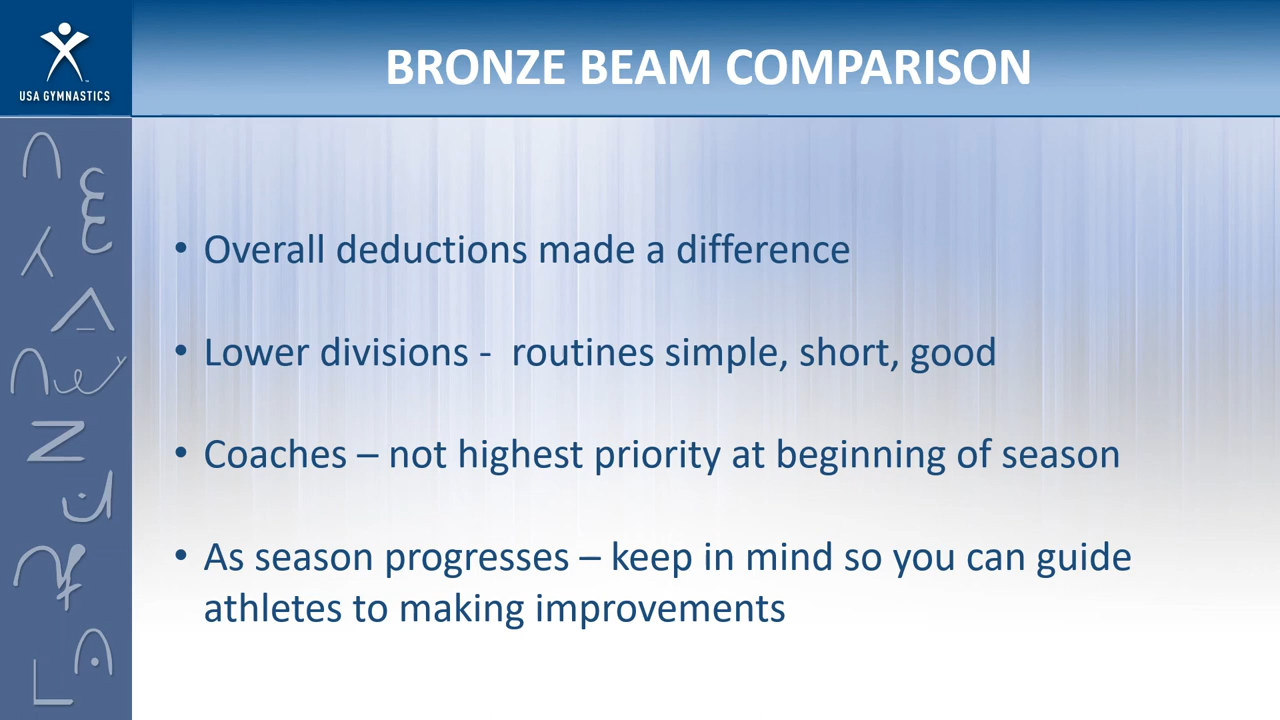 USA GYMNASTICS
BRONZE BEAM COMPARISON
• Overall deductions made a difference
• Lower divisions - routines simple, short, good
• Coaches – not highest priority at beginning of season
• As season progresses – keep in mind so you can guide
athletes to making improvements